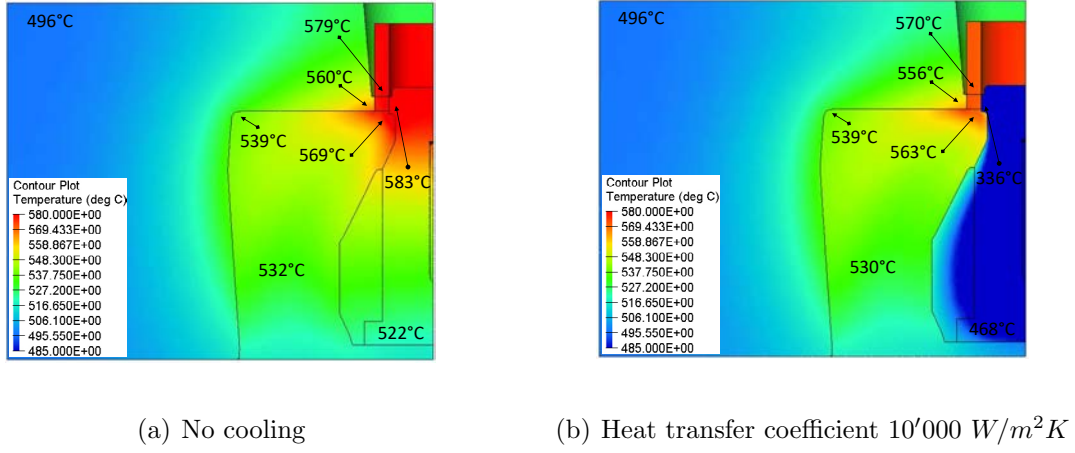 496°C
579°C
560°C
539°C
569°C
583°C
Contour Plot
Temperature (deg C)
580.000E+00
569.433E+00
558.867E+00
548.300E+00
537.750E+00
527.200E+00
516.650E+00
506.100E+00
495.550E+00
485.000E+00
532°C
522°C
496°C
570°C
556°C
539°C
563°C
336°C
Contour Plot
Temperature (deg C)
580.000E+00
569.433E+00
558.867E+00
548.300E+00
537.750E+00
527.200E+00
516.650E+00
506.100E+00
495.550E+00
485.000E+00
530°C
468°C
(a) No cooling
(b) Heat transfer coefficient 10′000 W/m²K